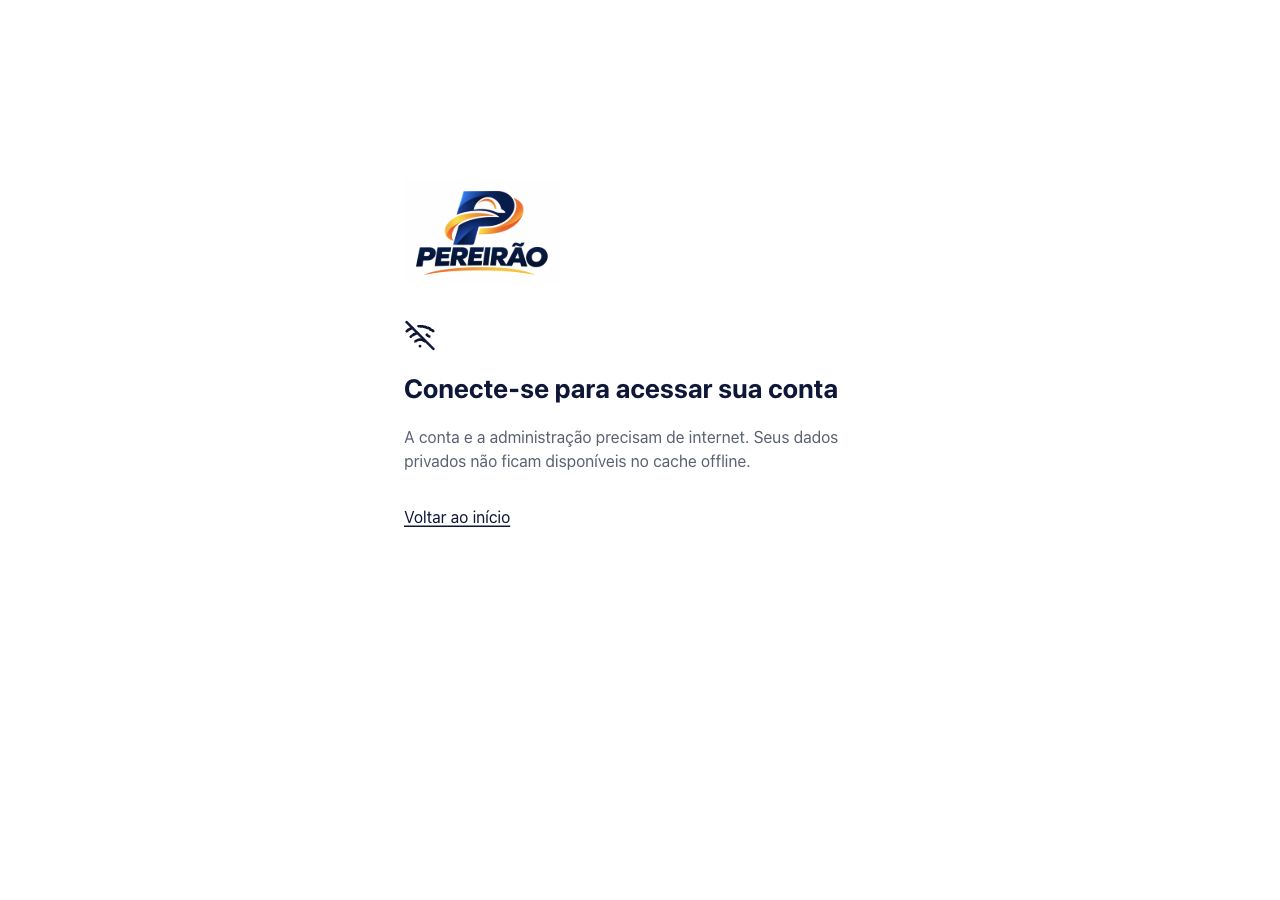 PEREIRÃO
Conecte-se para acessar sua conta
A conta e a administração precisam de internet. Seus dados
privados não ficam disponíveis no cache offline.
Voltar ao início